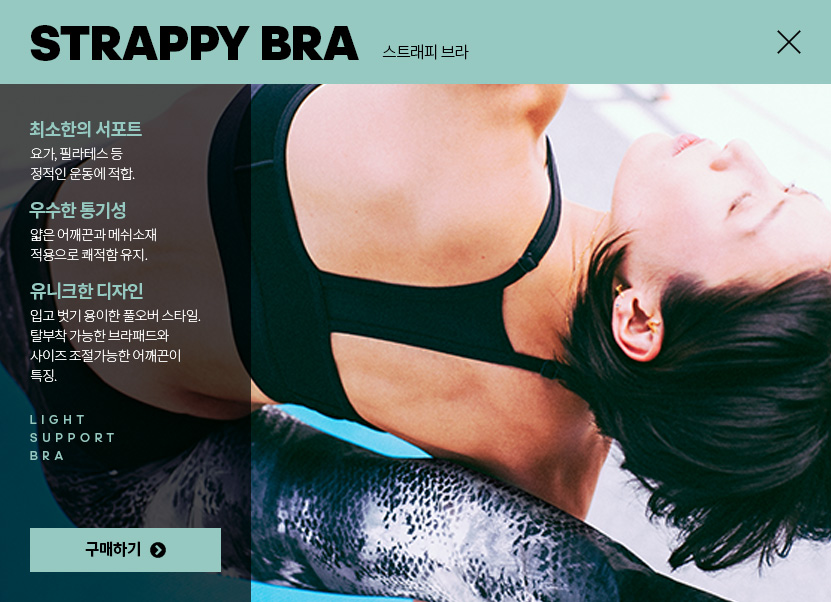 STRAPPY BRA 스트래피 브라
최소한의 서포트
요가, 필라테스 등
정적인 운동에 적합.
우수한 통기성
얇은 어깨끈과 메쉬소재
적용으로 쾌적함 유지.
유니크한 디자인
입고 벗기 용이한 풀오버 스타일.
탈부착 가능한 브라패드와
사이즈 조절가능한 어깨끈이
특징.
LIGHT
SUPPORT
BRA
구매하기